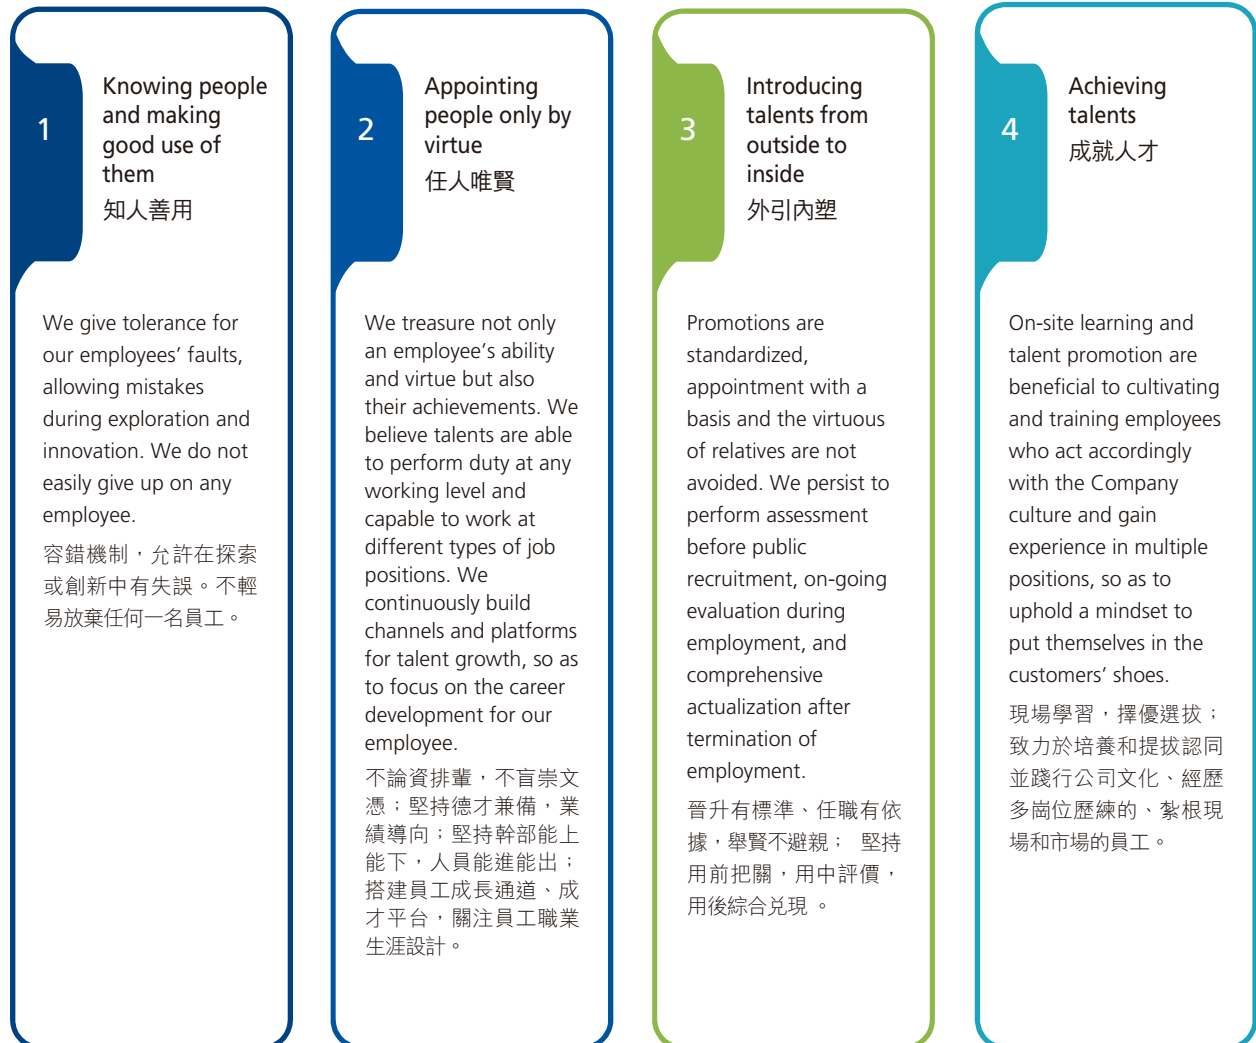 1
Knowing people
and making
good use of
them
知人善用
We give tolerance for
our employees’ faults,
allowing mistakes
during exploration and
innovation. We do not
easily give up on any
employee.
容錯機制，允許在探索
或創新中有失誤。不輕
易放棄任何一名員工。
2
Appointing
people only by
virtue
任人唯賢
We treasure not only
an employee’s ability
and virtue but also
their achievements. We
believe talents are able
to perform duty at any
working level and
capable to work at
different types of job
positions. We
continuously build
channels and platforms
for talent growth, so as
to focus on the career
development for our
employee.
不論資排輩，不盲崇文
憑；堅持德才兼備，業
績導向；堅持幹部能上
能下，人員能進能出；
搭建員工成長通道、成
才平台，關注員工職業
生涯設計。
3
Introducing
talents from
outside to
inside
外引內塑
Promotions are
standardized,
appointment with a
basis and the virtuous
of relatives are not
avoided. We persist to
perform assessment
before public
recruitment, on-going
evaluation during
employment, and
comprehensive
actualization after
termination of
employment.
晉升有標準、任職有依
據，舉賢不避親； 堅持
用前把關，用中評價，
用後綜合兌現 。
4
Achieving
talents
成就人才
On-site learning and
talent promotion are
beneficial to cultivating
and training employees
who act accordingly
with the Company
culture and gain
experience in multiple
positions, so as to
uphold a mindset to
put themselves in the
customers’ shoes.
現場學習，擇優選拔；
致力於培養和提拔認同
並踐行公司文化、經歷
多崗位歷練的、紮根現
場和市場的員工。